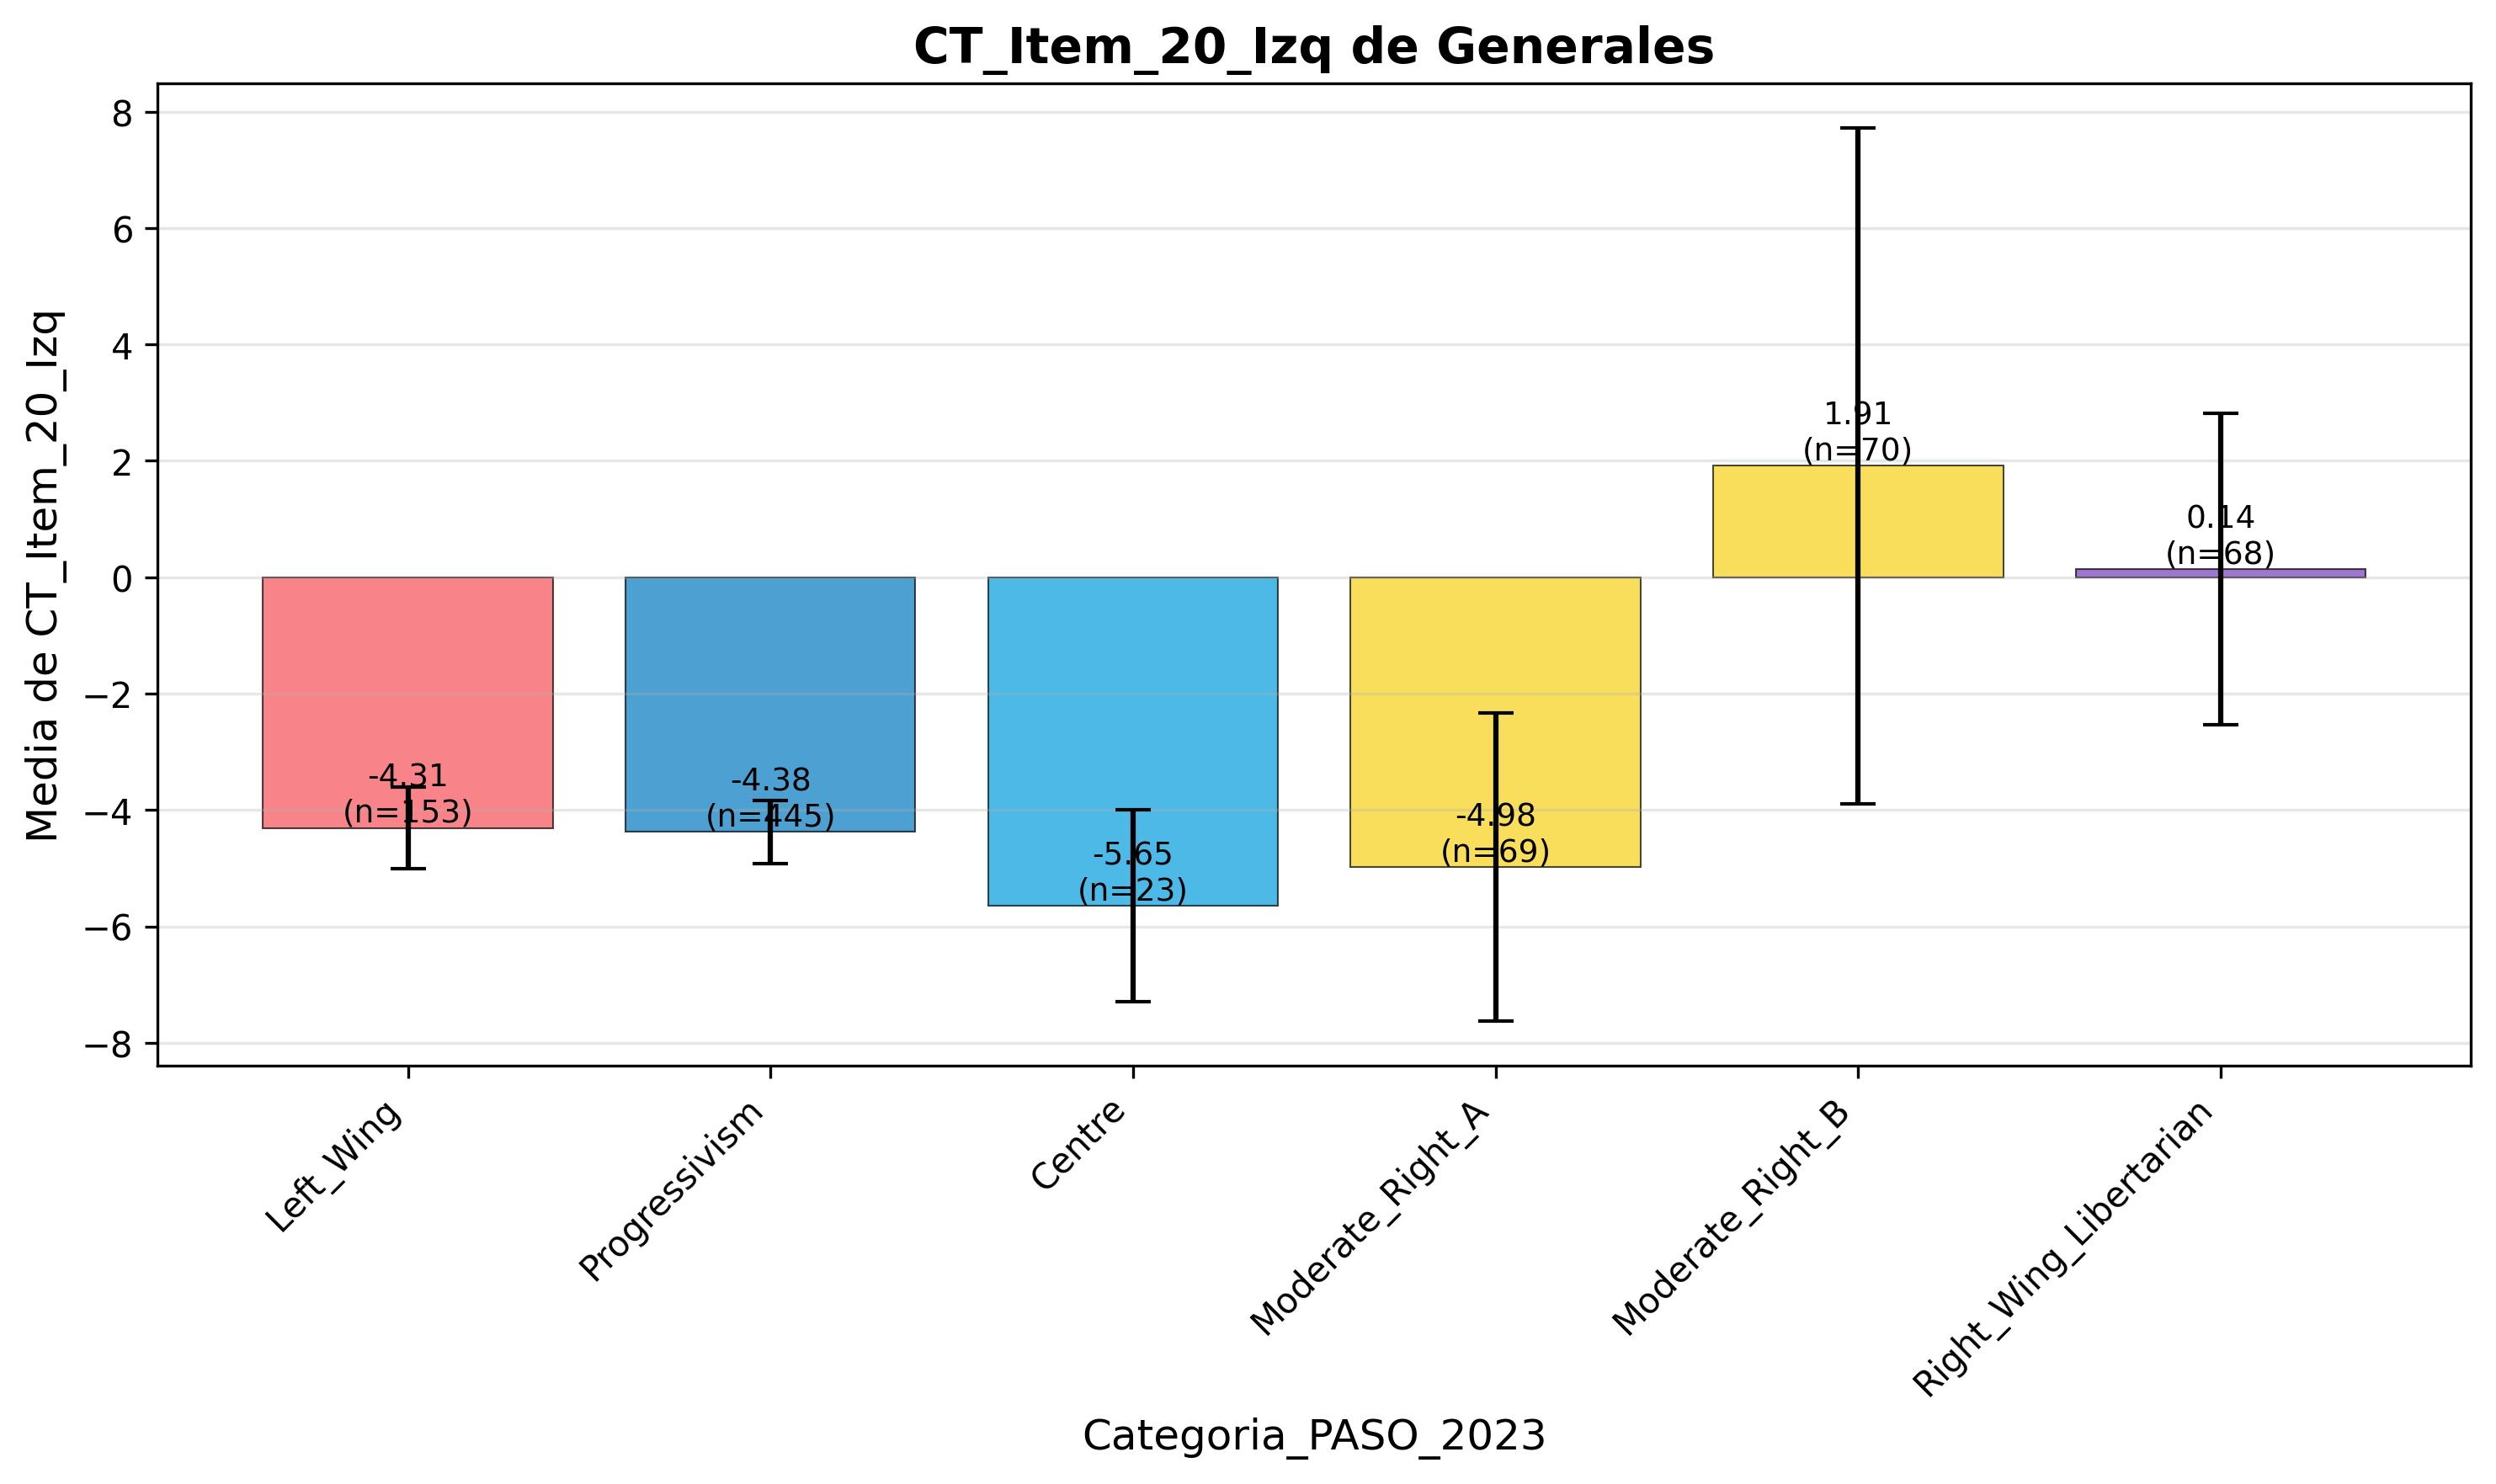 CT_Item_20_Izq de Generales
Media de CT_Item_20_Izq
8
6
4
2
0
−2
−4
−6
−8
-4.31
(n=153)
-4.38
(n=445)
-5.65
(n=23)
-4.98
(n=69)
1.91
(n=70)
0.14
(n=68)
Left_Wing
Progressivism
Centre
Moderate_Right_A
Moderate_Right_B
Right_Wing_Libertarian
Categoria_PASO_2023